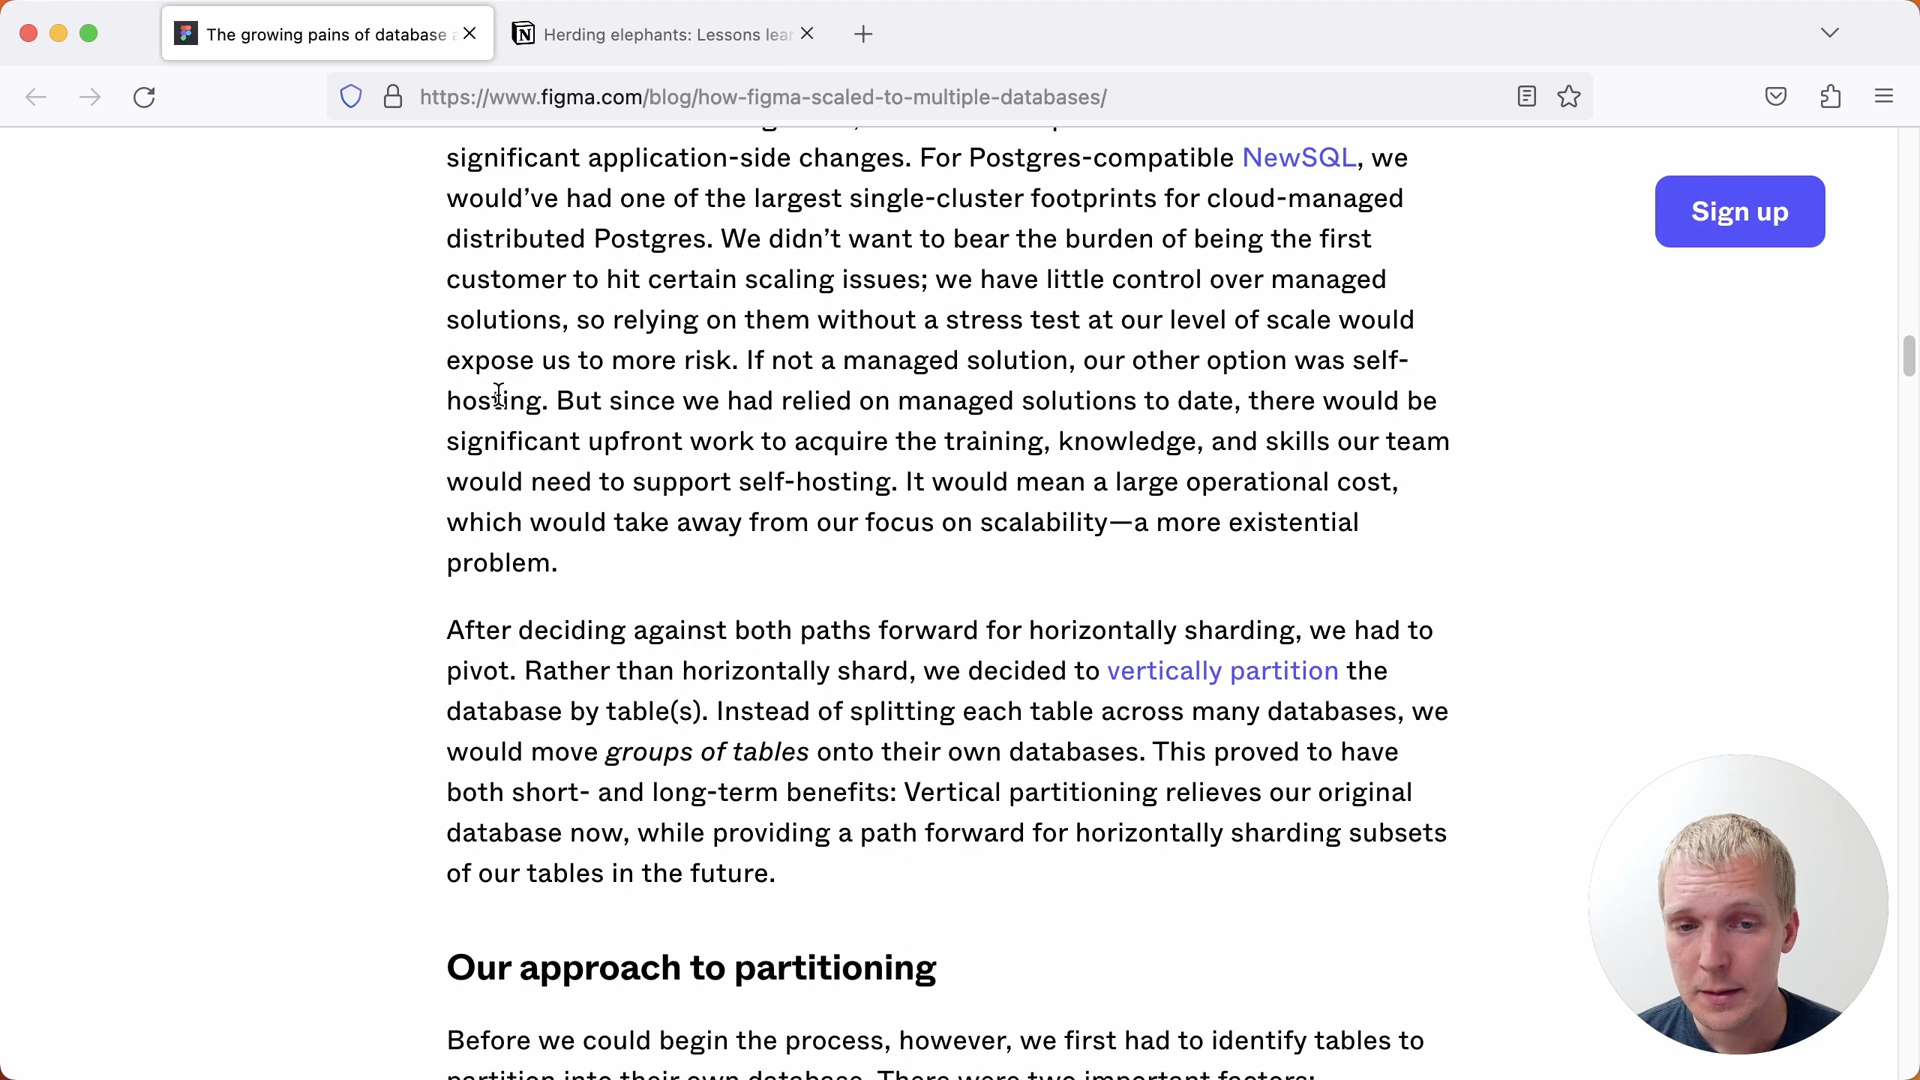 The growing pains of database
Herding elephants: Lessons lea
https://www.figma.com/blog/how-figma-scaled-to-multiple-databases/
significant application-side changes. For Postgres-compatible NewSQL, we
would’ve had one of the largest single-cluster footprints for cloud-managed
distributed Postgres. We didn’t want to bear the burden of being the first
customer to hit certain scaling issues; we have little control over managed
solutions, so relying on them without a stress test at our level of scale would
expose us to more risk. If not a managed solution, our other option was self-
hosting. But since we had relied on managed solutions to date, there would be
significant upfront work to acquire the training, knowledge, and skills our team
would need to support self-hosting. It would mean a large operational cost,
which would take away from our focus on scalability—a more existential
problem.
Sign up
After deciding against both paths forward for horizontally sharding, we had to
pivot. Rather than horizontally shard, we decided to vertically partition the
database by table(s). Instead of splitting each table across many databases, we
would move groups of tables onto their own databases. This proved to have
both short- and long-term benefits: Vertical partitioning relieves our original
database now, while providing a path forward for horizontally sharding subsets
of our tables in the future.
Our approach to partitioning
Before we could begin the process, however, we first had to identify tables to
partition into their own database. There were two important factors: